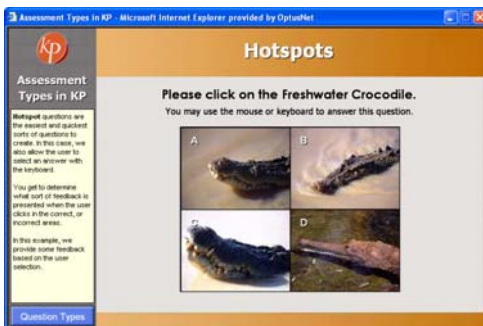 Assessment Types in KP - Microsoft Internet Explorer provided by OptusNet
kp
Assessment
Types in KP
Hotspot questions are
the easiest and quickest
sorts of questions to
create. In this case, we
also allow the user to
select an answer with
the keyboard.
You get to determine
what sort of feedback is
presented when the user
clicks in the correct, or
incorrect areas.
In this example, we
provide some feedback
based on the user
selection.
Question Types
Hotspots
Please click on the Freshwater Crocodile.
You may use the mouse or keyboard to answer this question.
A
B
C
D